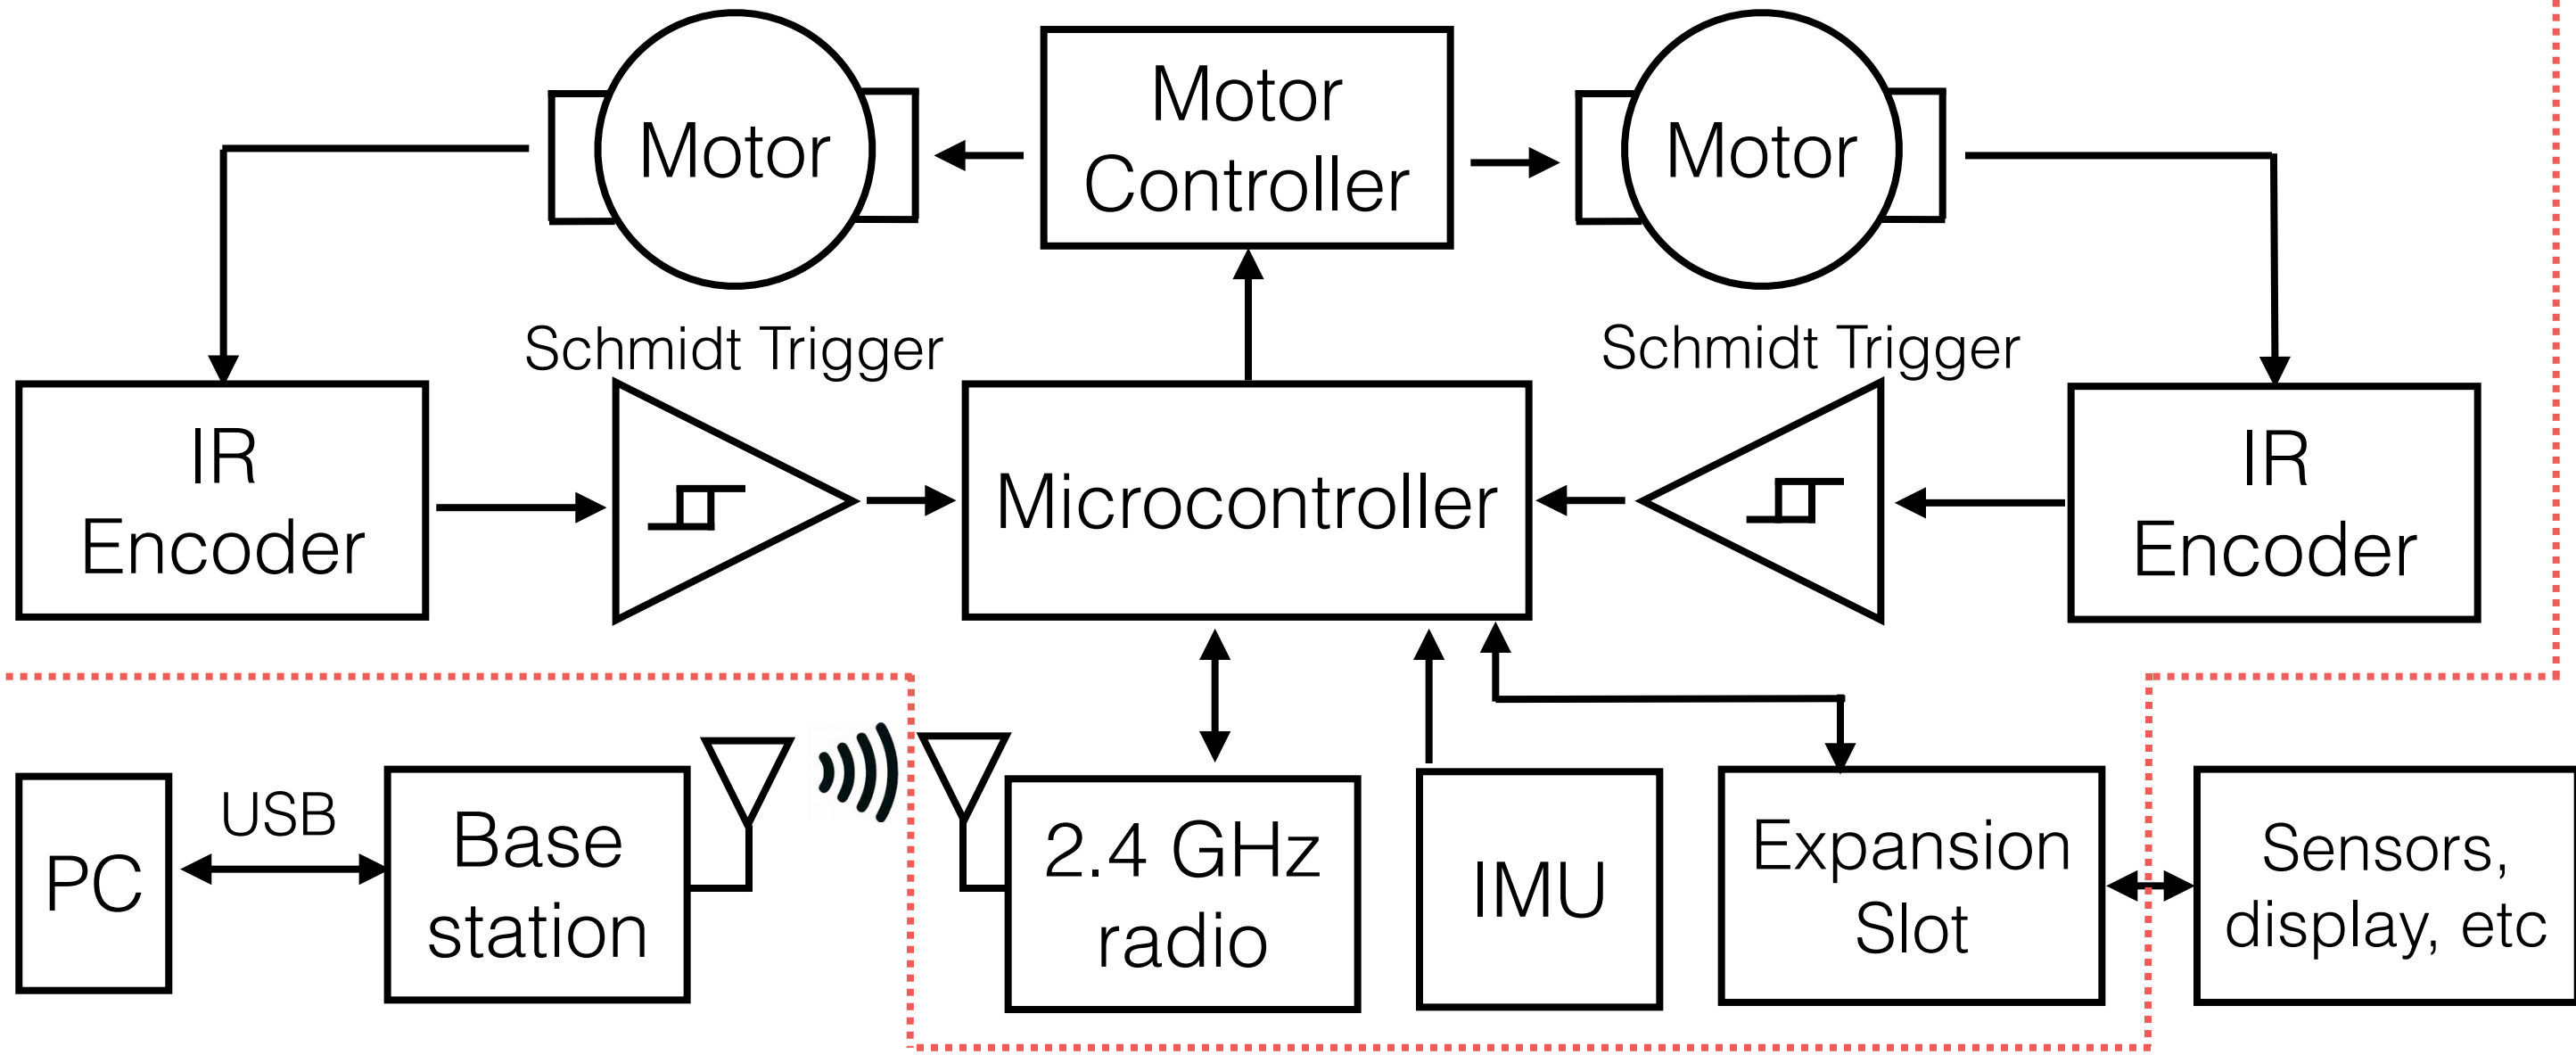 Motor
Motor
Controller
Motor
Schmidt Trigger
Schmidt Trigger
IR
Encoder
Microcontroller
IR
Encoder
PC
USB
Base
station
2.4 GHz
radio
IMU
Expansion
Slot
Sensors,
display, etc